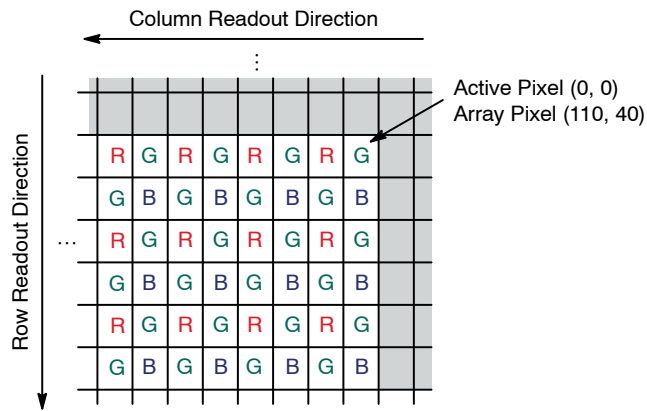 Column Readout Direction
...
Active Pixel (0, 0)
Array Pixel (110, 40)
Row Readout Direction
R G R G R G R G
G B G B G B G B
...
R G R G R G R G
G B G B G B G B
R G R G R G R G
G B G B G B G B